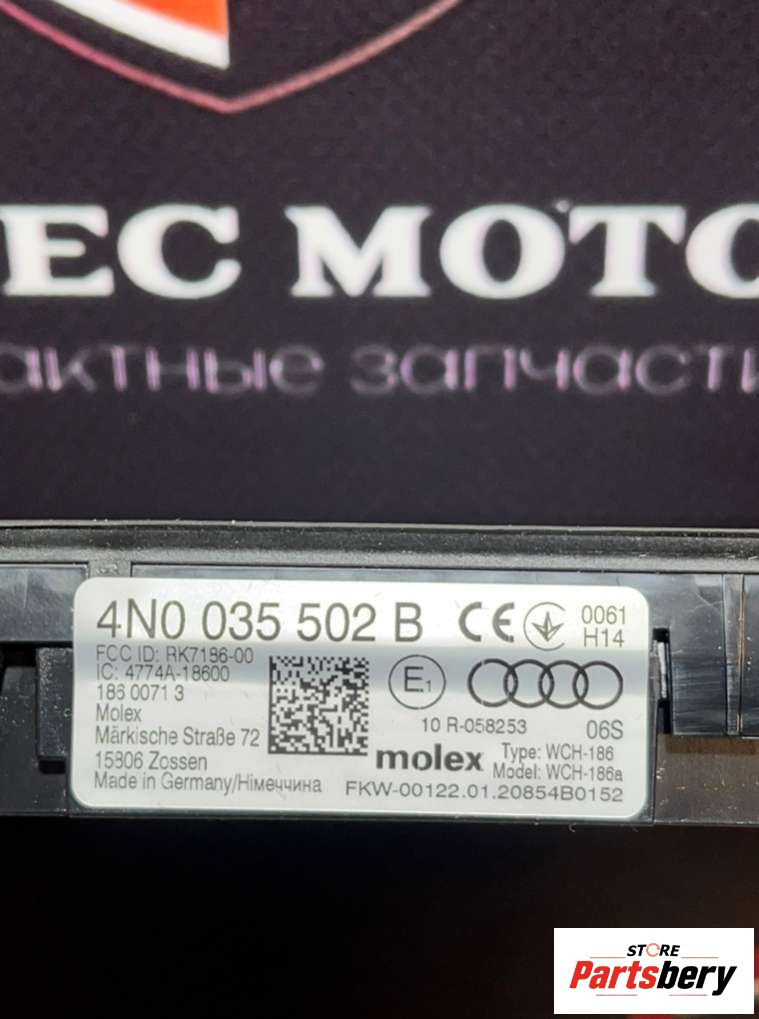 EC MOTO
актные запчасти
4N0 035 502 B CE 0061
H14
FCC ID: RK7186-00
IC: 4774A-18600
186 0071 3
Molex
Märkische Straße 72
15806 Zossen
Made in Germany/Німеччина
E1
10 R-058253 06S
molex
Type: WCH-186
Model: WCH-186a
FKW-00122.01.20854B0152
STORE
Partsbery